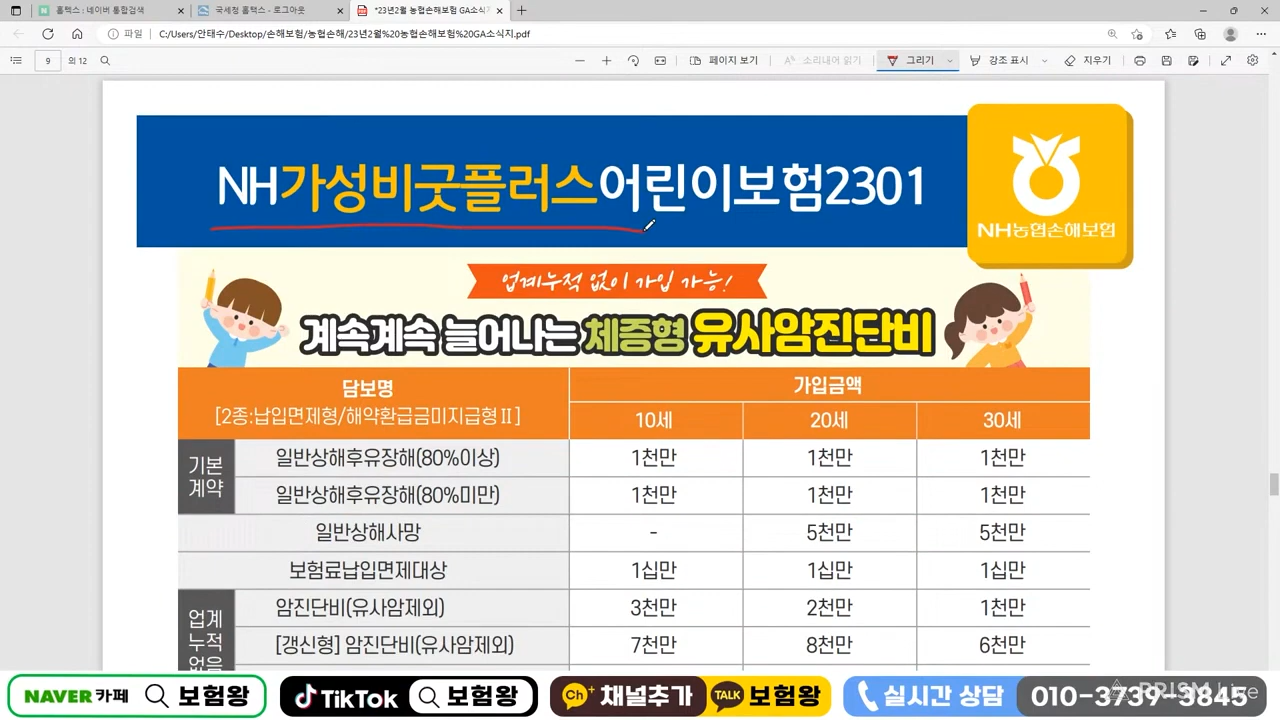 홈텍스 : 네이버 통합검색
국세청 홈택스 - 로그아웃
*23년2월 농협손해보험 GA소식지
파일
C:/Users/안태수/Desktop/손해보험/농협손해/23년2월%20농협손해보험%20GA소식지.pdf
9 의 12
페이지 보기
소리내어 읽기
그리기
강조 표시
지우기
NH가성비굿플러스어린이보험2301
NH농협손해보험
업계누적 없이 가입 가능!
계속계속 늘어나는 체증형 유사암진단비
담보명
[2종:납입면제형/해약환급금미지급형Ⅱ]
가입금액
10세 20세 30세
기본
계약
일반상해후유장해(80%이상) 1천만 1천만 1천만
일반상해후유장해(80%미만) 1천만 1천만 1천만
일반상해사망 - 5천만 5천만
보험료납입면제대상 1십만 1십만 1십만
업계
누적
없음
암진단비(유사암제외) 3천만 2천만 1천만
[갱신형] 암진단비(유사암제외) 7천만 8천만 6천만
NAVER 카페 보험왕
TikTok 보험왕
Ch+ 채널추가 TALK 보험왕
실시간 상담 010-3739-3845
PRISM Live